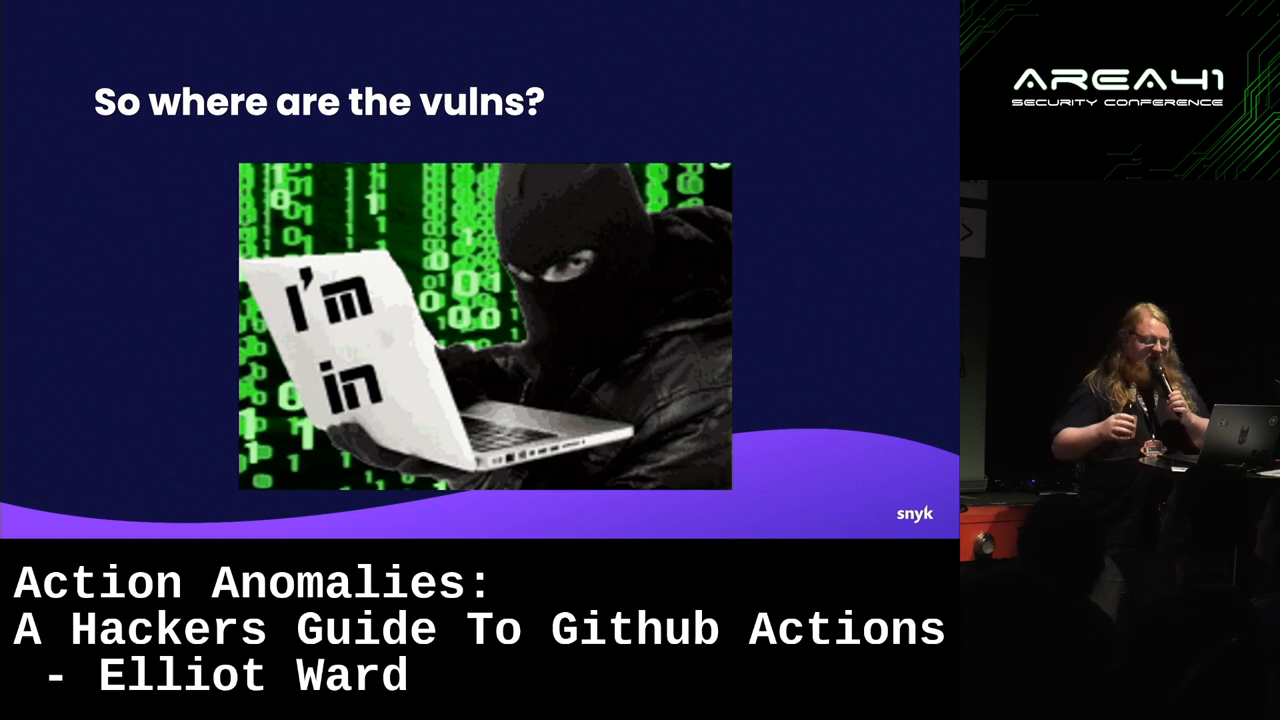 So where are the vulns?
I'm
in
snyk
AREA41
SECURITY CONFERENCE
Action Anomalies:
A Hackers Guide To Github Actions
- Elliot Ward